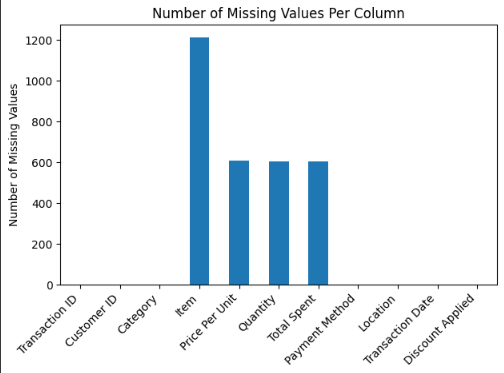 Number of Missing Values Per Column
Number of Missing Values
1200
1000
800
600
400
200
0
Transaction ID
Customer ID
Category
Item
Price Per Unit
Quantity
Total Spent
Payment Method
Location
Transaction Date
Discount Applied